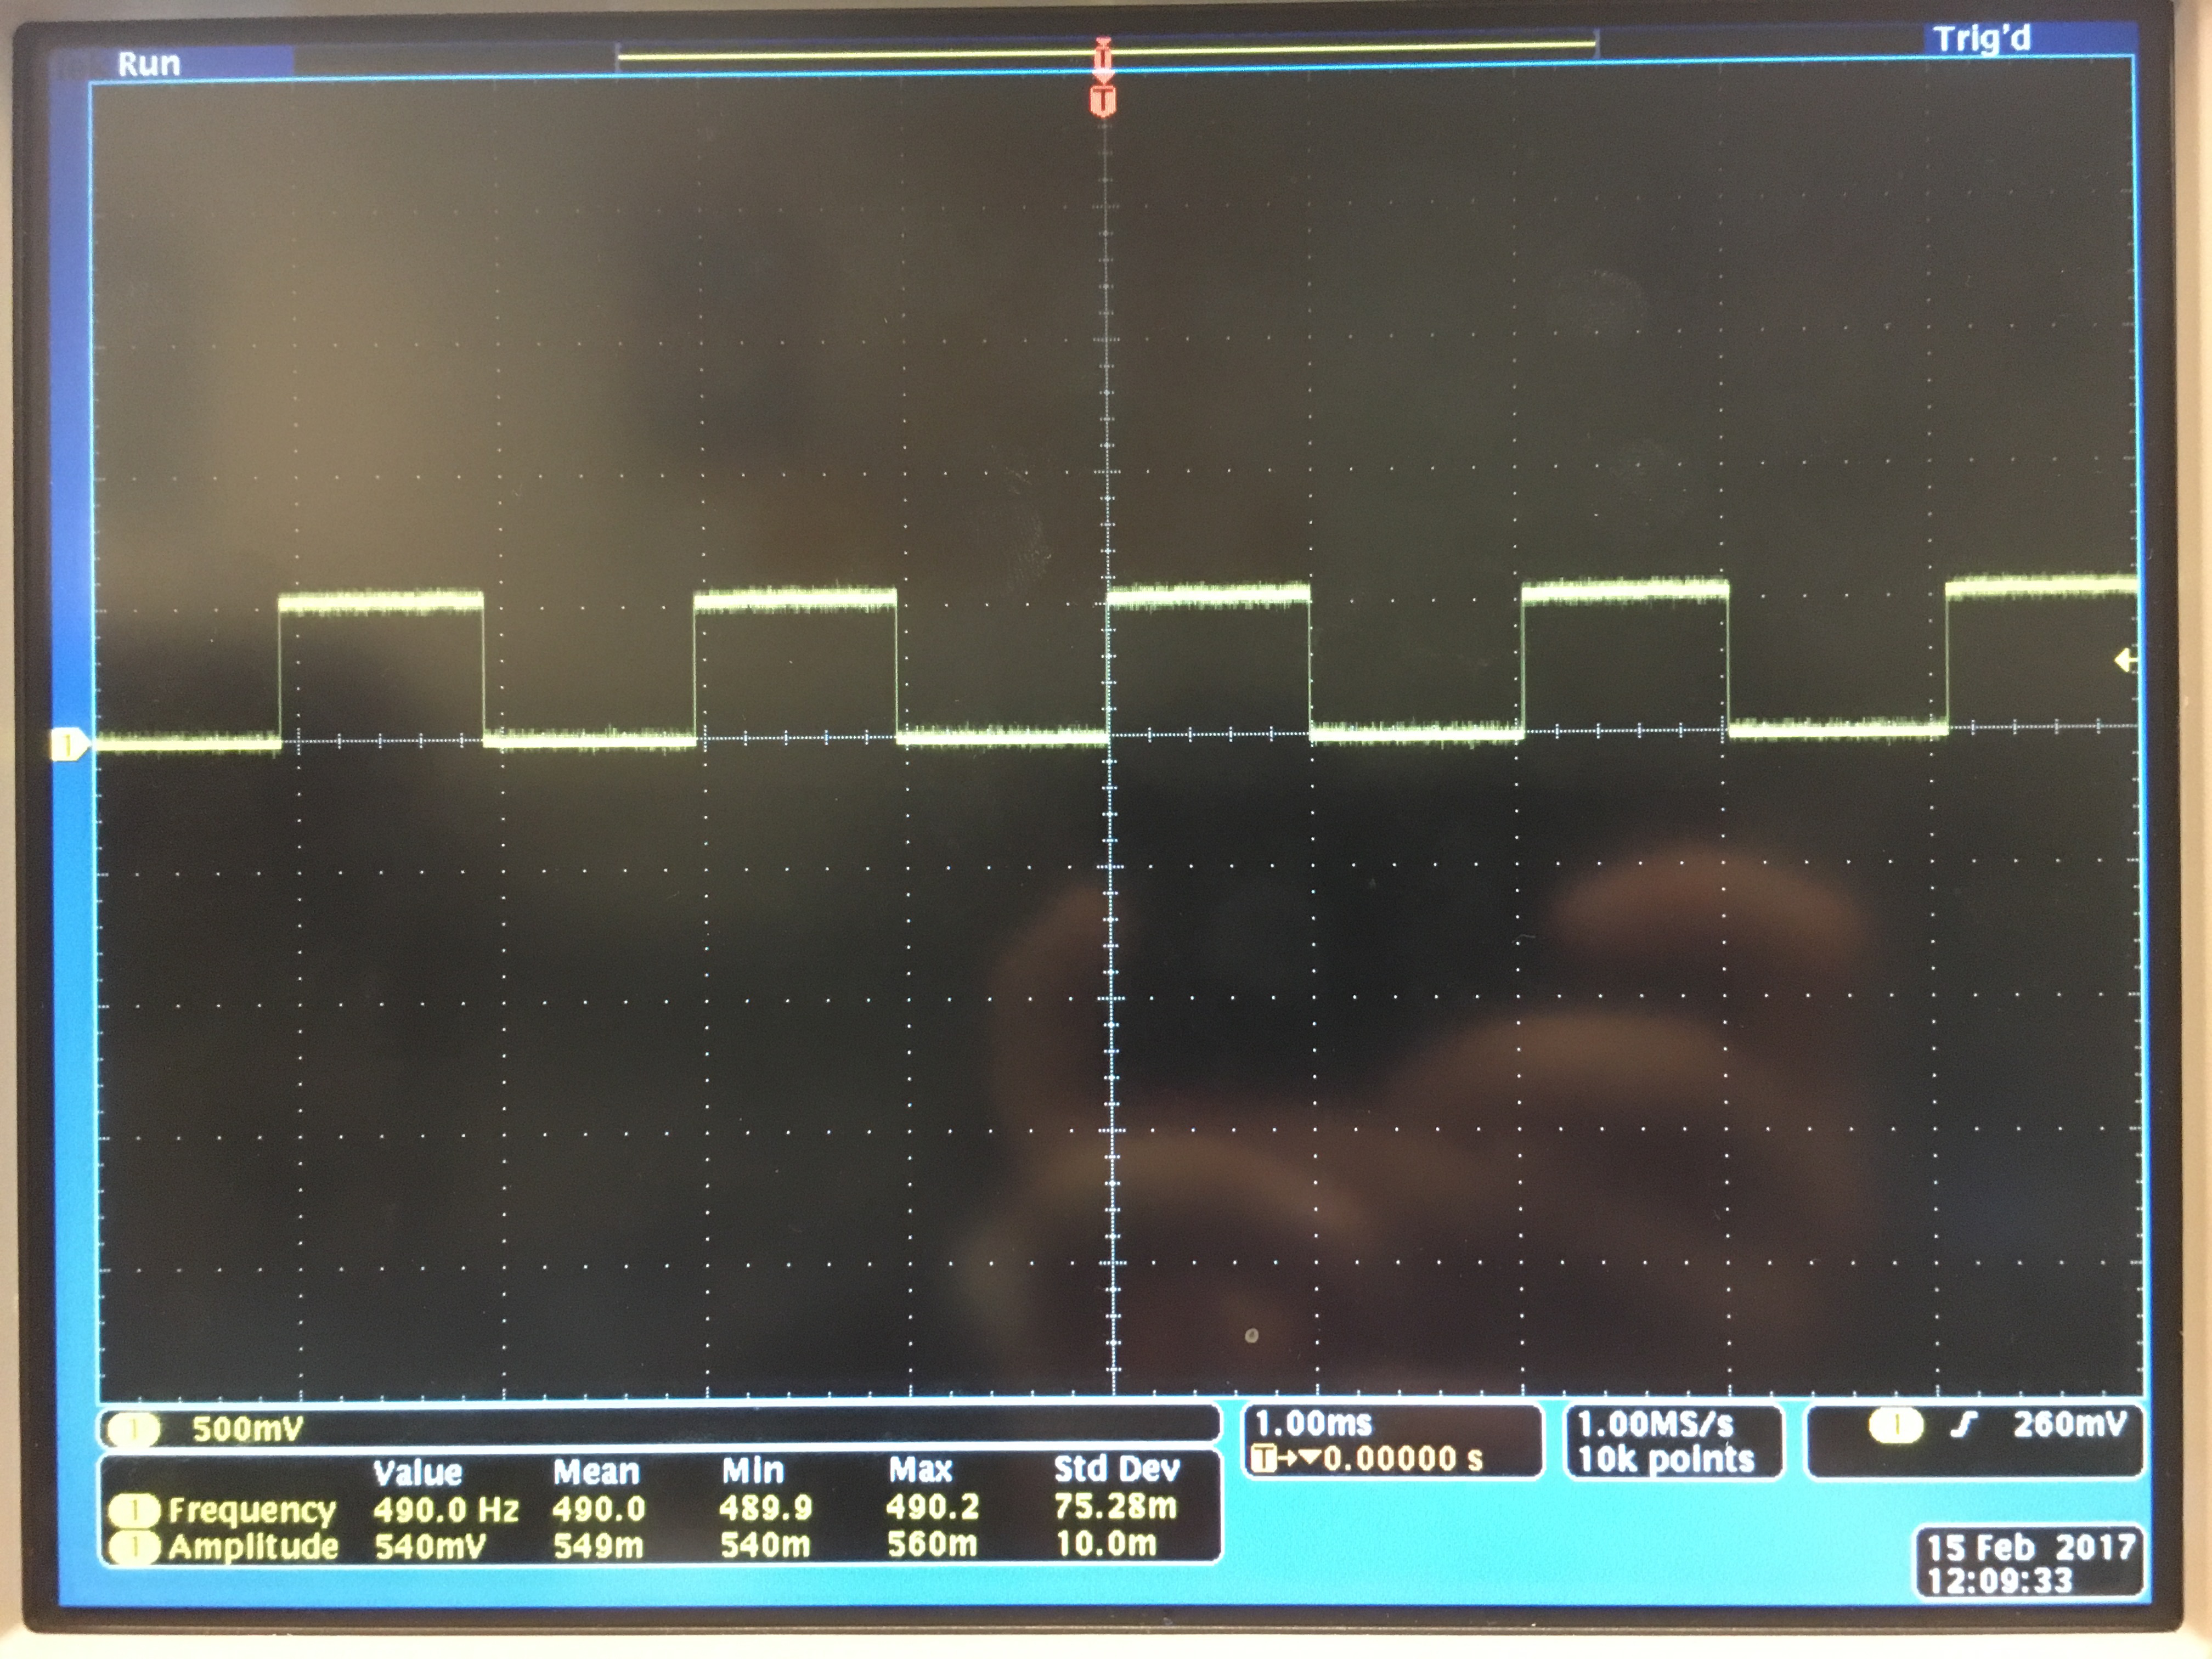 Run
Trig'd
T
T
1
1 500mV
1.00ms
T→▼0.00000 s
1.00MS/s
10k points
1 ƒ 260mV
Value Mean Min Max Std Dev
1 Frequency 490.0 Hz 490.0 489.9 490.2 75.28m
1 Amplitude 540mV 549m 540m 560m 10.0m
15 Feb 2017
12:09:33